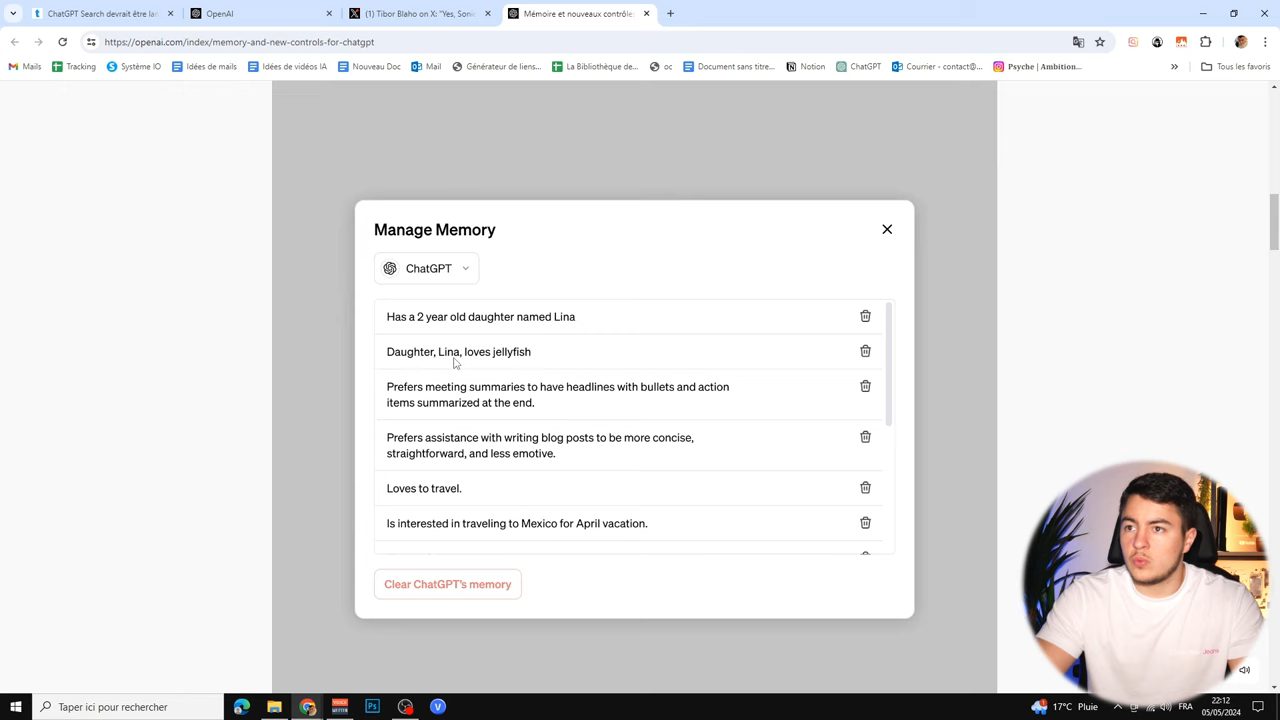 ChatGPT Search devrait être lar
OpenAI
(1) Tibor Blaho on X: "Yes, Soni
Mémoire et nouveaux contrôle
https://openai.com/index/memory-and-new-controls-for-chatgpt
Mails
Tracking
Système IO
Idées de mails
Idées de vidéos IA
Nouveau Doc
Mail
Générateur de liens...
La Bibliothèque de...
oc
Document sans titre...
Notion
ChatGPT
Courrier - contact@...
Psyche | Ambition...
Tous les favoris
Manage Memory
ChatGPT
Has a 2 year old daughter named Lina
Daughter, Lina, loves jellyfish
Prefers meeting summaries to have headlines with bullets and action
items summarized at the end.
Prefers assistance with writing blog posts to be more concise,
straightforward, and less emotive.
Loves to travel.
Is interested in traveling to Mexico for April vacation.
Clear ChatGPT's memory
Jeans
Taper ici pour rechercher
17°C Pluie
FRA
22:12
05/05/2024